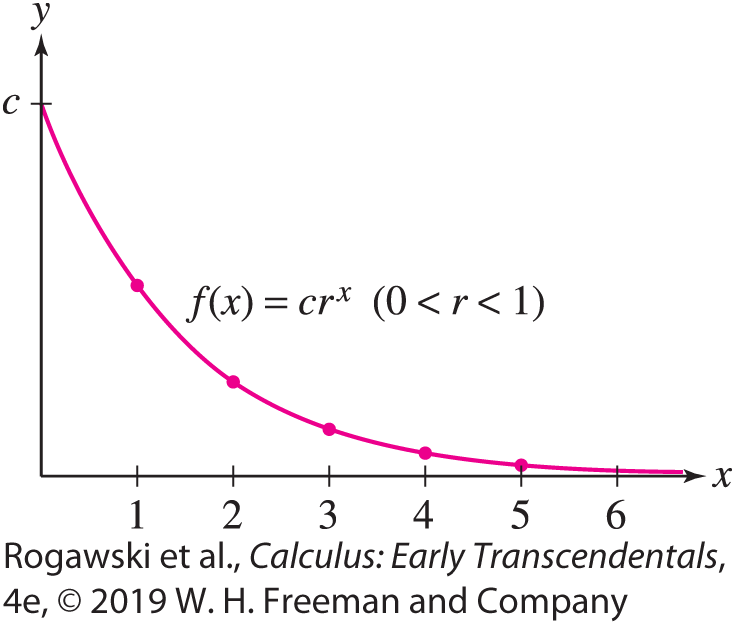 y
c
f(x) = cr^x (0 < r < 1)
x
1 2 3 4 5 6
Rogawski et al., Calculus: Early Transcendentals,
4e, © 2019 W. H. Freeman and Company